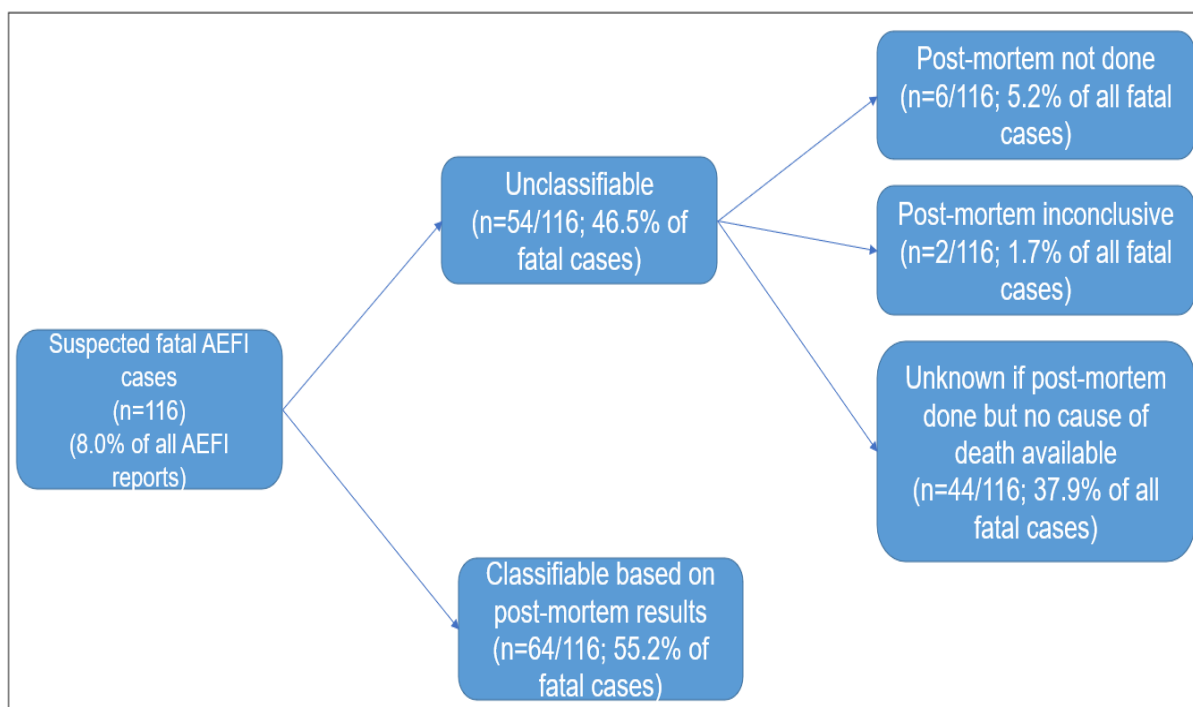 Suspected fatal AEFI
cases
(n=116)
(8.0% of all AEFI
reports)
Unclassifiable
(n=54/116; 46.5% of
fatal cases)
Classifiable based on
post-mortem results
(n=64/116; 55.2% of
fatal cases)
Post-mortem not done
(n=6/116; 5.2% of all fatal
cases)
Post-mortem inconclusive
(n=2/116; 1.7% of all fatal
cases)
Unknown if post-mortem
done but no cause of
death available
(n=44/116; 37.9% of all
fatal cases)